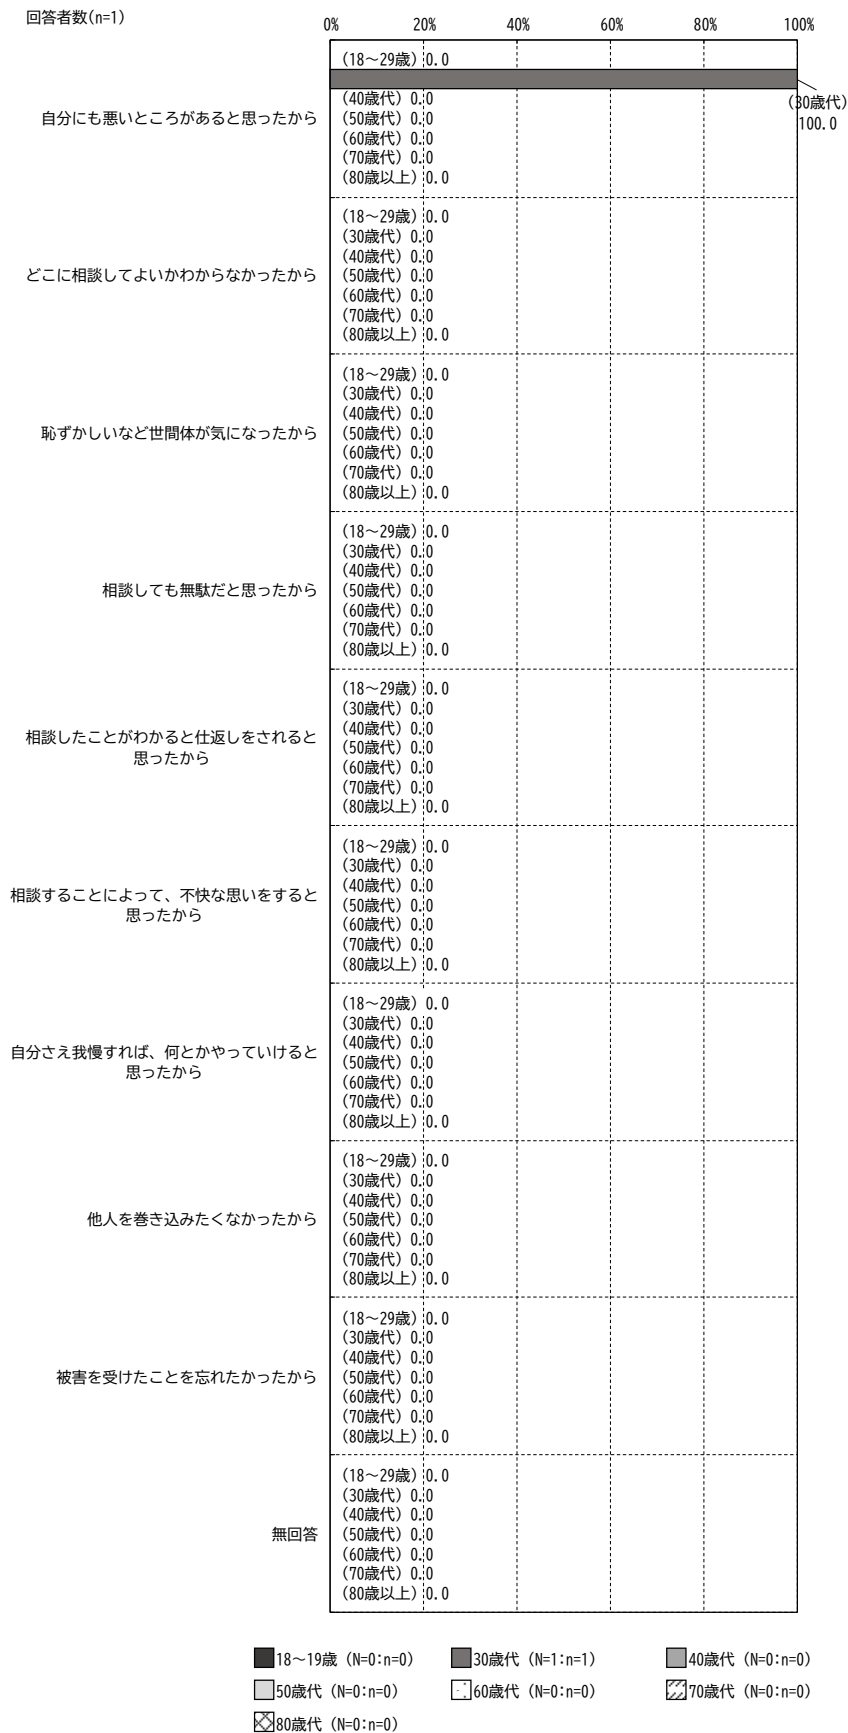 回答者数(n=1)
0% 20% 40% 60% 80% 100%
自分にも悪いところがあると思ったから
(18～29歳) 0.0
(30歳代)
100.0
(40歳代) 0.0
(50歳代) 0.0
(60歳代) 0.0
(70歳代) 0.0
(80歳以上) 0.0
どこに相談してよいかわからなかったから
(18～29歳) 0.0
(30歳代) 0.0
(40歳代) 0.0
(50歳代) 0.0
(60歳代) 0.0
(70歳代) 0.0
(80歳以上) 0.0
恥ずかしいなど世間体が気になったから
(18～29歳) 0.0
(30歳代) 0.0
(40歳代) 0.0
(50歳代) 0.0
(60歳代) 0.0
(70歳代) 0.0
(80歳以上) 0.0
相談しても無駄だと思ったから
(18～29歳) 0.0
(30歳代) 0.0
(40歳代) 0.0
(50歳代) 0.0
(60歳代) 0.0
(70歳代) 0.0
(80歳以上) 0.0
相談したことがわかると仕返しをされると
思ったから
(18～29歳) 0.0
(30歳代) 0.0
(40歳代) 0.0
(50歳代) 0.0
(60歳代) 0.0
(70歳代) 0.0
(80歳以上) 0.0
相談することによって、不快な思いをすると
思ったから
(18～29歳) 0.0
(30歳代) 0.0
(40歳代) 0.0
(50歳代) 0.0
(60歳代) 0.0
(70歳代) 0.0
(80歳以上) 0.0
自分さえ我慢すれば、何とかやっていけると
思ったから
(18～29歳) 0.0
(30歳代) 0.0
(40歳代) 0.0
(50歳代) 0.0
(60歳代) 0.0
(70歳代) 0.0
(80歳以上) 0.0
他人を巻き込みたくなかったから
(18～29歳) 0.0
(30歳代) 0.0
(40歳代) 0.0
(50歳代) 0.0
(60歳代) 0.0
(70歳代) 0.0
(80歳以上) 0.0
被害を受けたことを忘れたかったから
(18～29歳) 0.0
(30歳代) 0.0
(40歳代) 0.0
(50歳代) 0.0
(60歳代) 0.0
(70歳代) 0.0
(80歳以上) 0.0
無回答
(18～29歳) 0.0
(30歳代) 0.0
(40歳代) 0.0
(50歳代) 0.0
(60歳代) 0.0
(70歳代) 0.0
(80歳以上) 0.0
18～19歳 (N=0:n=0) 30歳代 (N=1:n=1) 40歳代 (N=0:n=0)
50歳代 (N=0:n=0) 60歳代 (N=0:n=0) 70歳代 (N=0:n=0)
80歳代 (N=0:n=0)